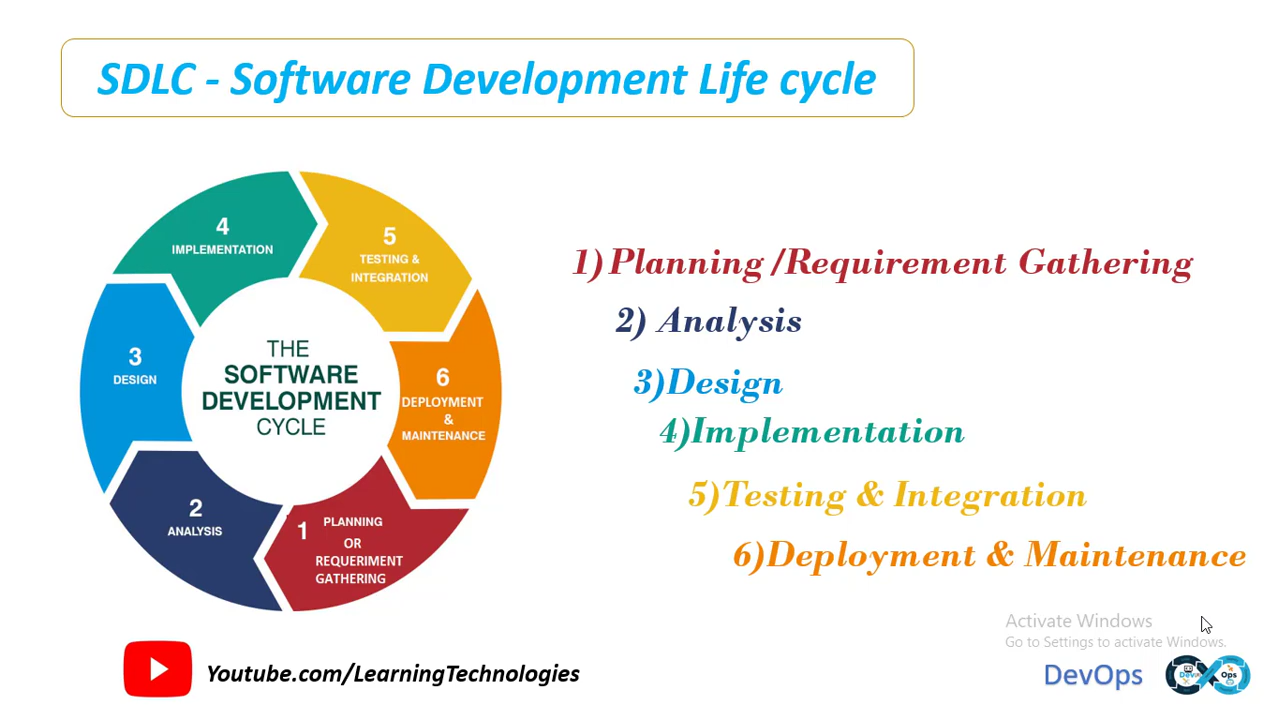 SDLC - Software Development Life cycle
4
IMPLEMENTATION
5
TESTING &
INTEGRATION
3
DESIGN
THE
SOFTWARE
DEVELOPMENT
CYCLE
6
DEPLOYMENT
&
MAINTENANCE
2
ANALYSIS
1 PLANNING
OR
REQUERIMENT
GATHERING
1)Planning /Requirement Gathering
2) Analysis
3)Design
4)Implementation
5)Testing & Integration
6)Deployment & Maintenance
Activate Windows
Go to Settings to activate Windows.
Youtube.com/LearningTechnologies
DevOps
Dev
Ops